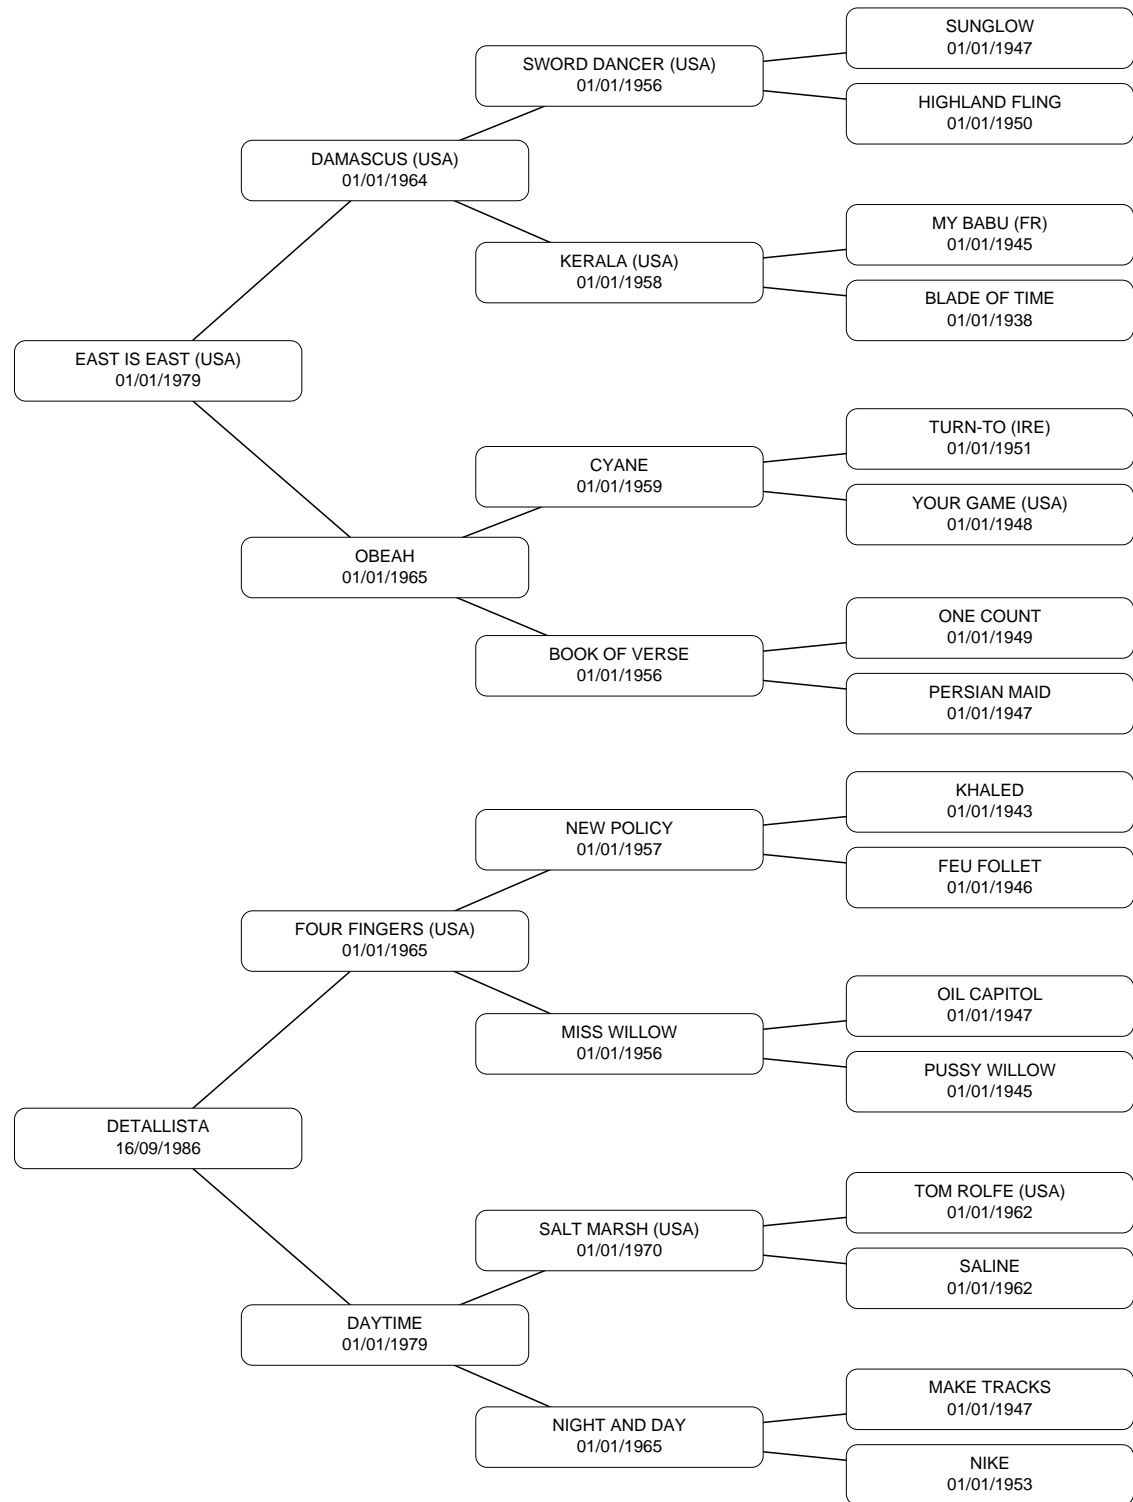 SUNGLOW
01/01/1947
SWORD DANCER (USA)
01/01/1956
HIGHLAND FLING
01/01/1950
DAMASCUS (USA)
01/01/1964
MY BABU (FR)
01/01/1945
KERALA (USA)
01/01/1958
BLADE OF TIME
01/01/1938
EAST IS EAST (USA)
01/01/1979
TURN-TO (IRE)
01/01/1951
CYANE
01/01/1959
YOUR GAME (USA)
01/01/1948
OBEAH
01/01/1965
ONE COUNT
01/01/1949
BOOK OF VERSE
01/01/1956
PERSIAN MAID
01/01/1947
KHALED
01/01/1943
NEW POLICY
01/01/1957
FEU FOLLET
01/01/1946
FOUR FINGERS (USA)
01/01/1965
OIL CAPITOL
01/01/1947
MISS WILLOW
01/01/1956
PUSSY WILLOW
01/01/1945
DETALLISTA
16/09/1986
TOM ROLFE (USA)
01/01/1962
SALT MARSH (USA)
01/01/1970
SALINE
01/01/1962
DAYTIME
01/01/1979
MAKE TRACKS
01/01/1947
NIGHT AND DAY
01/01/1965
NIKE
01/01/1953